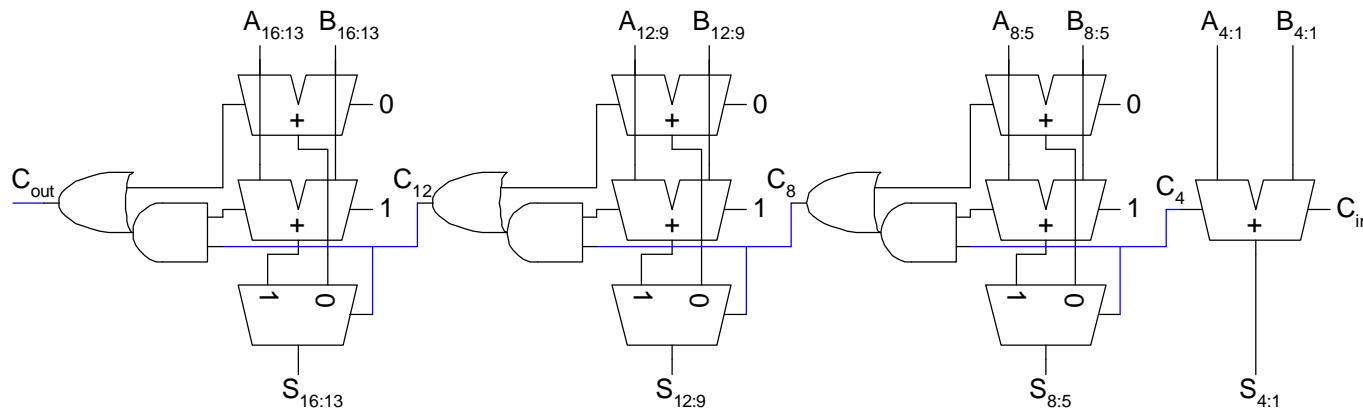 A16:13 B16:13 A12:9 B12:9 A8:5 B8:5 A4:1 B4:1
0 0 0
+ + +
Cout C12 C8 C4
1 1 1 Cin
+ + + +
1 0 1 0 1 0
S16:13 S12:9 S8:5 S4:1